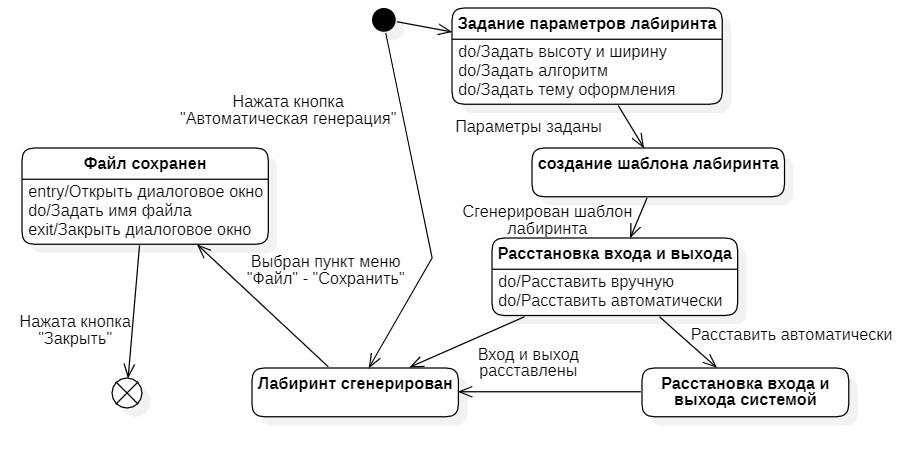 Задание параметров лабиринта
do/Задать высоту и ширину
do/Задать алгоритм
do/Задать тему оформления
Нажата кнопка
"Автоматическая генерация"
Параметры заданы
создание шаблона лабиринта
Файл сохранен
entry/Открыть диалоговое окно
do/Задать имя файла
exit/Закрыть диалоговое окно
Сгенерирован шаблон
лабиринта
Расстановка входа и выхода
do/Расставить вручную
do/Расставить автоматически
Выбран пункт меню
"Файл" - "Сохранить"
Нажата кнопка
"Закрыть"
Расставить автоматически
Вход и выход
расставлены
Лабиринт сгенерирован
Расстановка входа и
выхода системой